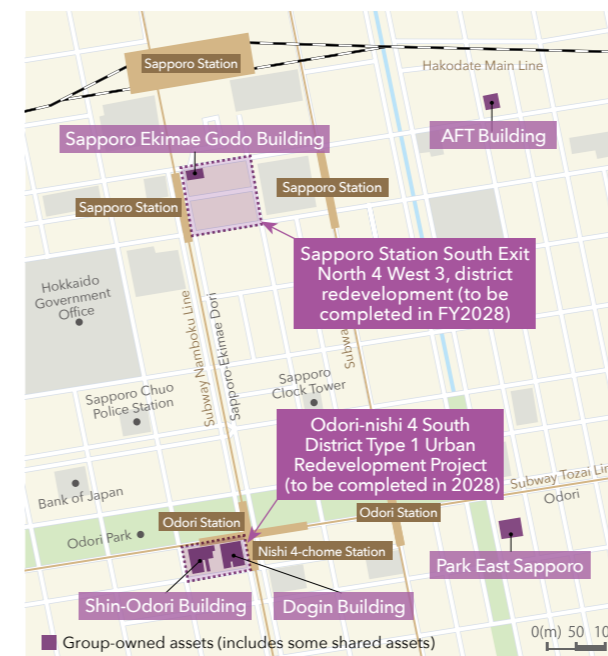 Sapporo Station
Hakodate Main Line
AFT Building
Sapporo Ekimae Godo Building
Sapporo Station
Sapporo Station
Sapporo Station South Exit
North 4 West 3, district
redevelopment (to be
completed in FY2028)
Hokkaido
Government
Office
Subway Namboku Line
Sapporo-Ekimae Dori
Subway
Sapporo
Clock Tower
Sapporo Chuo
Police Station
Odori-nishi 4 South
District Type 1 Urban
Redevelopment Project
(to be completed in 2028)
Bank of Japan
Subway Tozai Lin
Odori
Odori Station
Odori Station
Odori Park
Nishi 4-chome Station
Park East Sapporo
Shin-Odori Building
Dogin Building
Group-owned assets (includes some shared assets)
0(m) 50 10